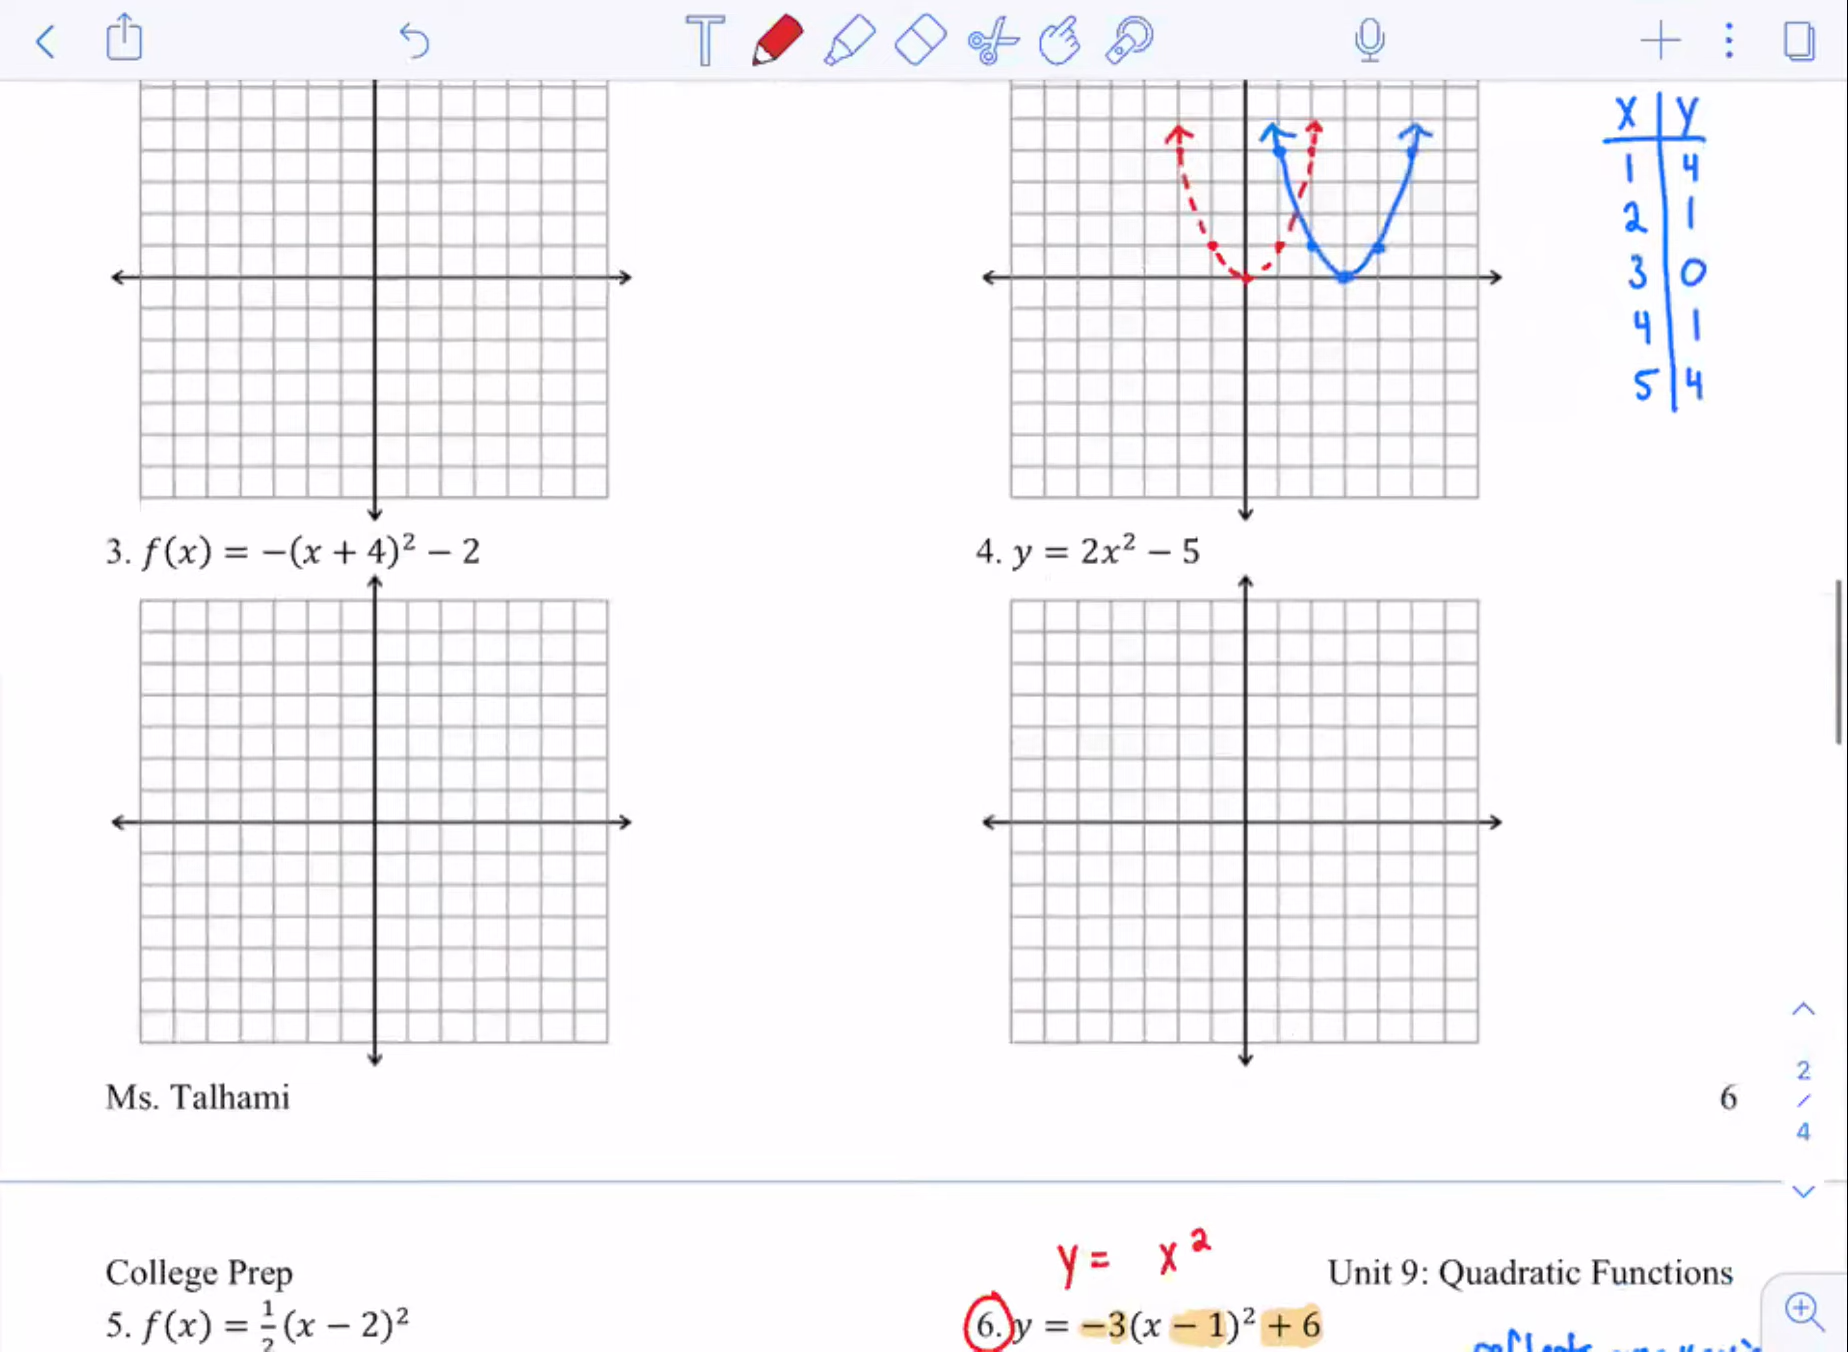 X | Y
1 | 4
2 | 1
3 | 0
4 | 1
5 | 4
3. f(x) = −(x + 4)² − 2
4. y = 2x² − 5
Ms. Talhami
6
2
/
4
y = x²
College Prep
Unit 9: Quadratic Functions
5. f(x) = ½(x − 2)²
6. y = −3(x − 1)² + 6